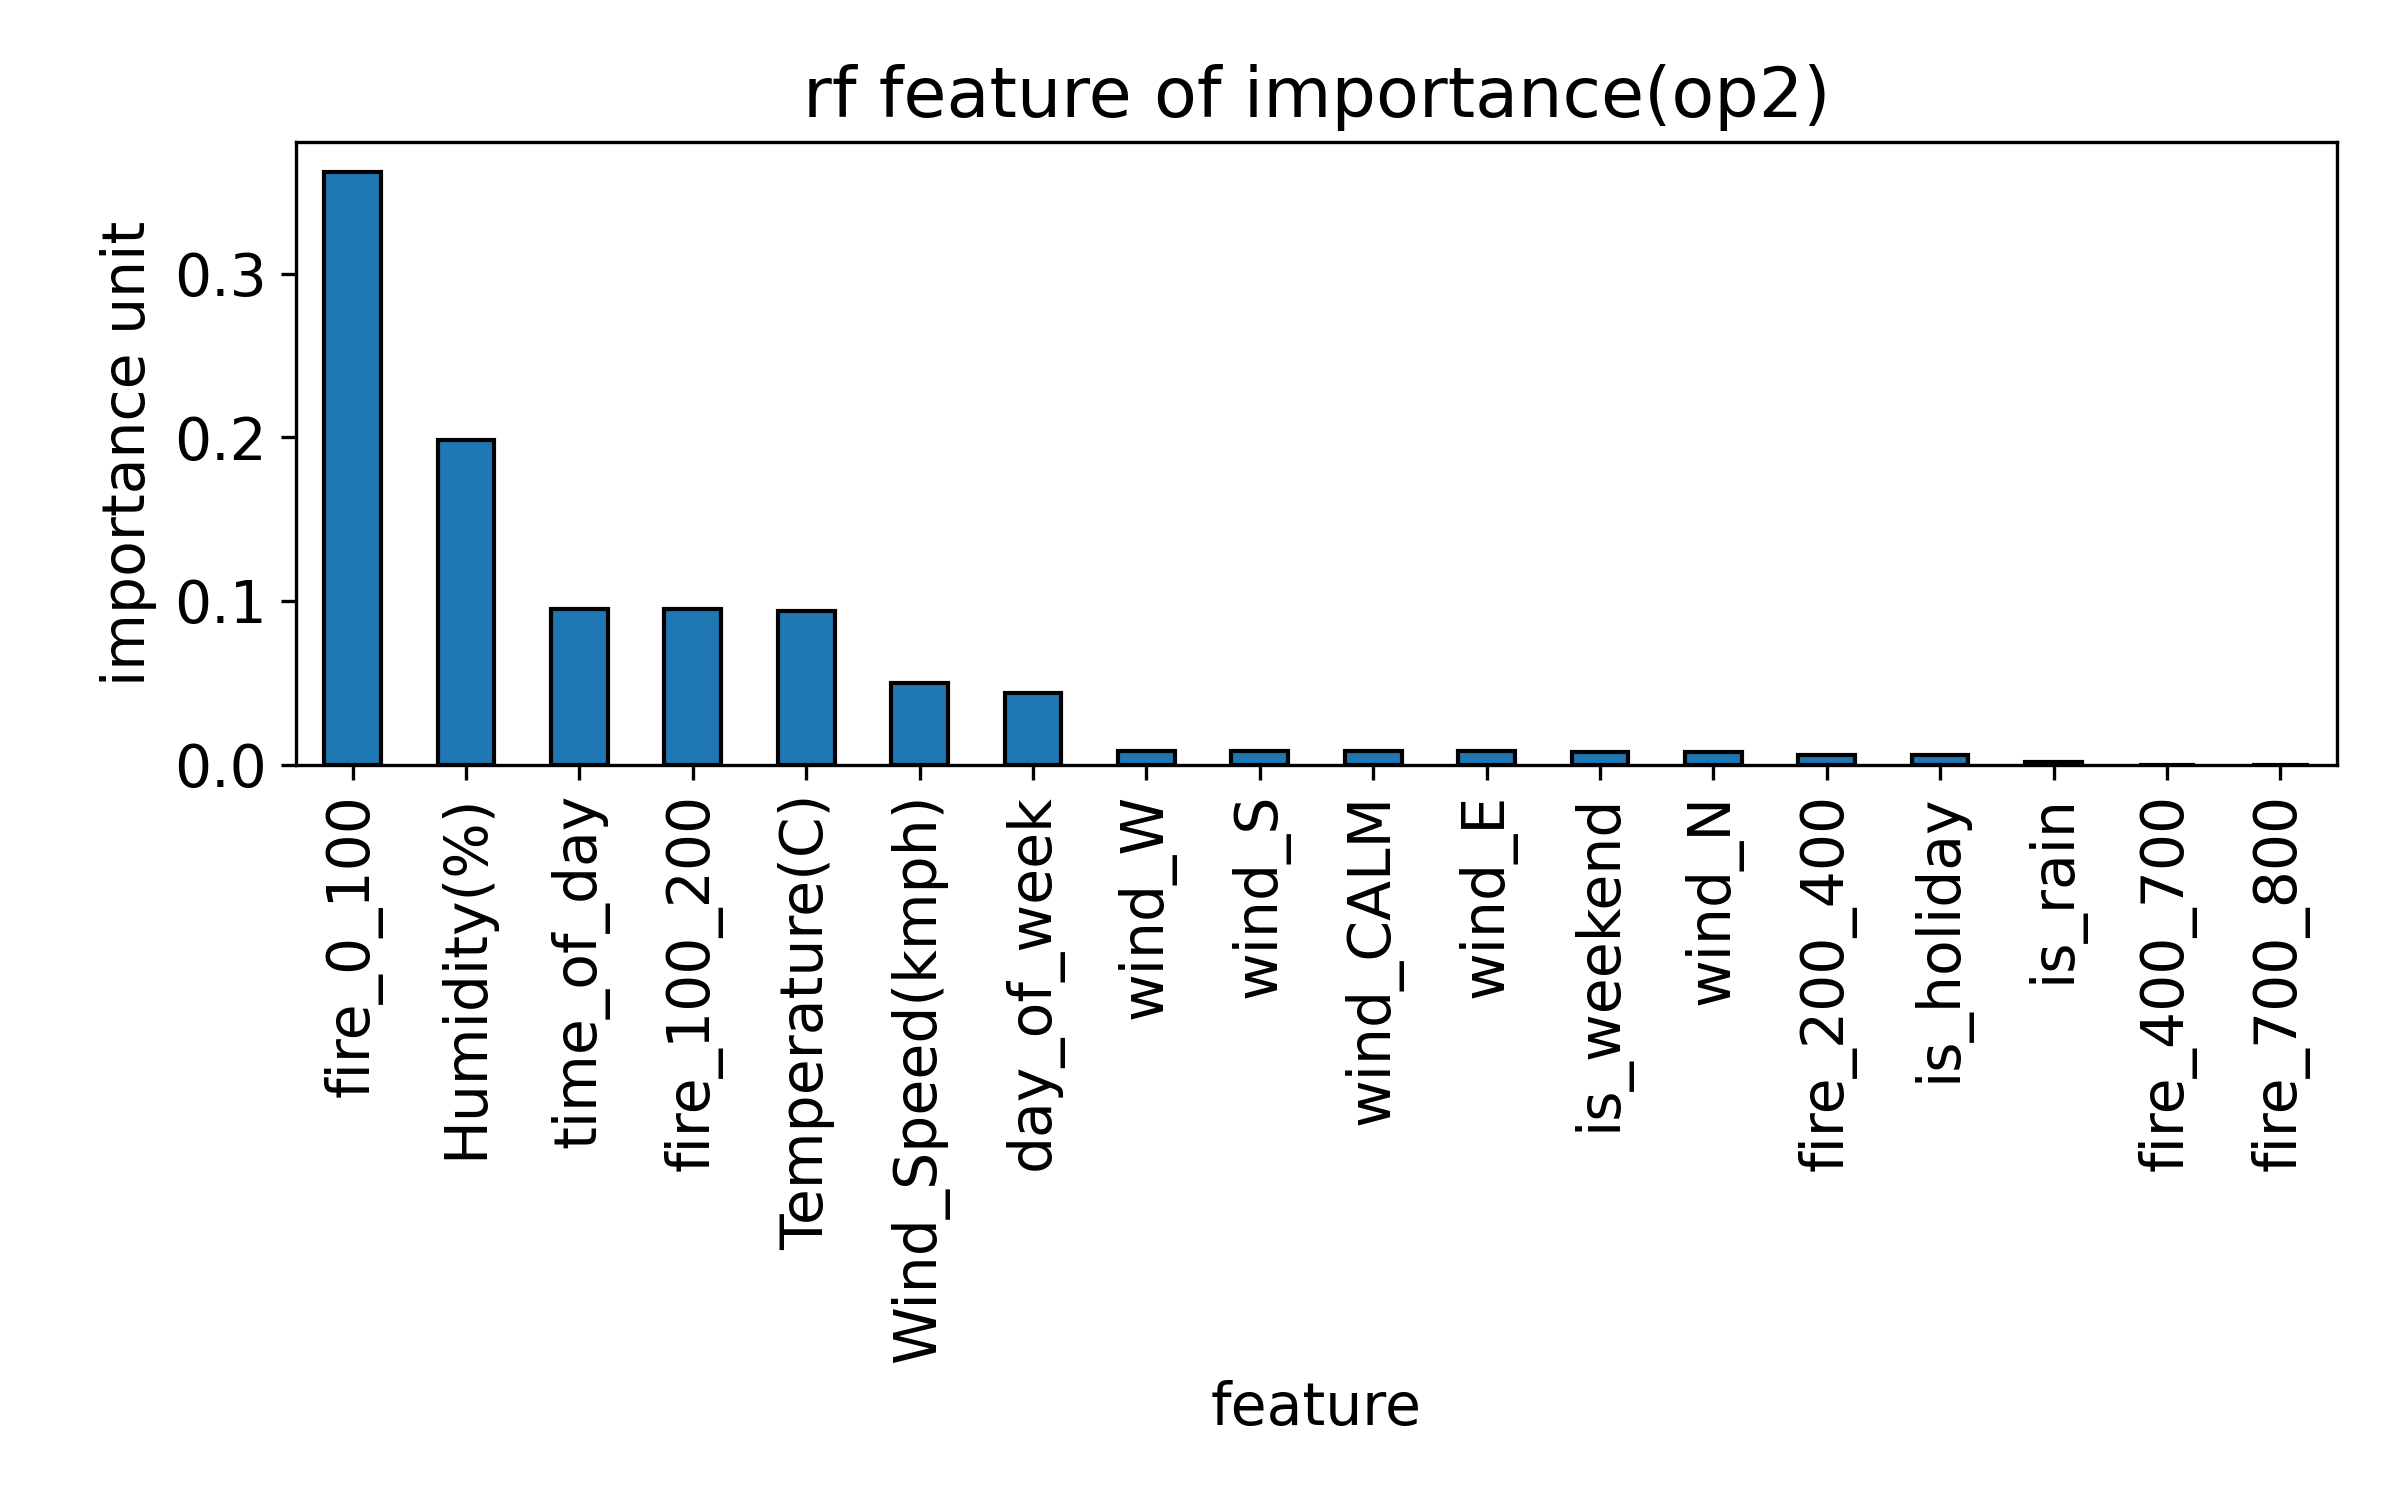 rf feature of importance(op2)
importance unit
0.3
0.2
0.1
0.0
fire_0_100
Humidity(%)
time_of_day
fire_100_200
Temperature(C)
Wind_Speed(kmph)
day_of_week
wind_W
wind_S
wind_CALM
wind_E
is_weekend
wind_N
fire_200_400
is_holiday
is_rain
fire_400_700
fire_700_800
feature